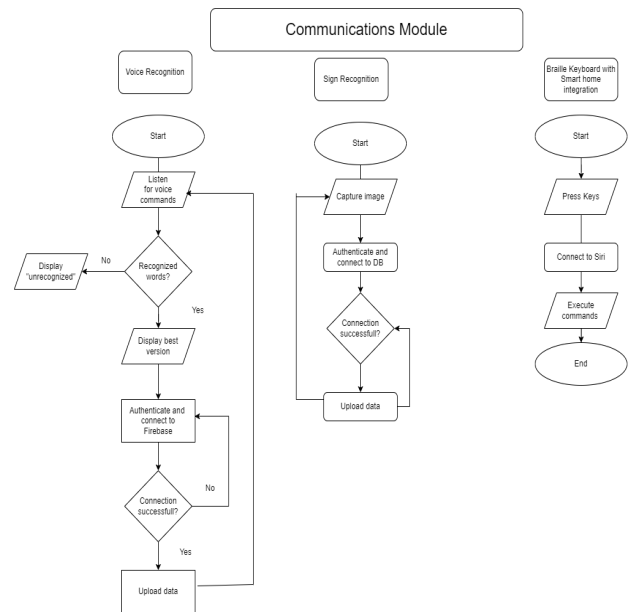 Communications Module
Voice Recognition
Start
Listen
for voice
commands
Recognized
words?
No
Display
"unrecognized"
Yes
Display best
version
Authenticate and
connect to
Firebase
Connection
successfull?
No
Yes
Upload data
Sign Recognition
Start
Capture image
Authenticate and
connect to DB
Connection
successfull?
Upload data
Braille Keyboard with
Smart home
integration
Start
Press Keys
Connect to Siri
Execute
commands
End